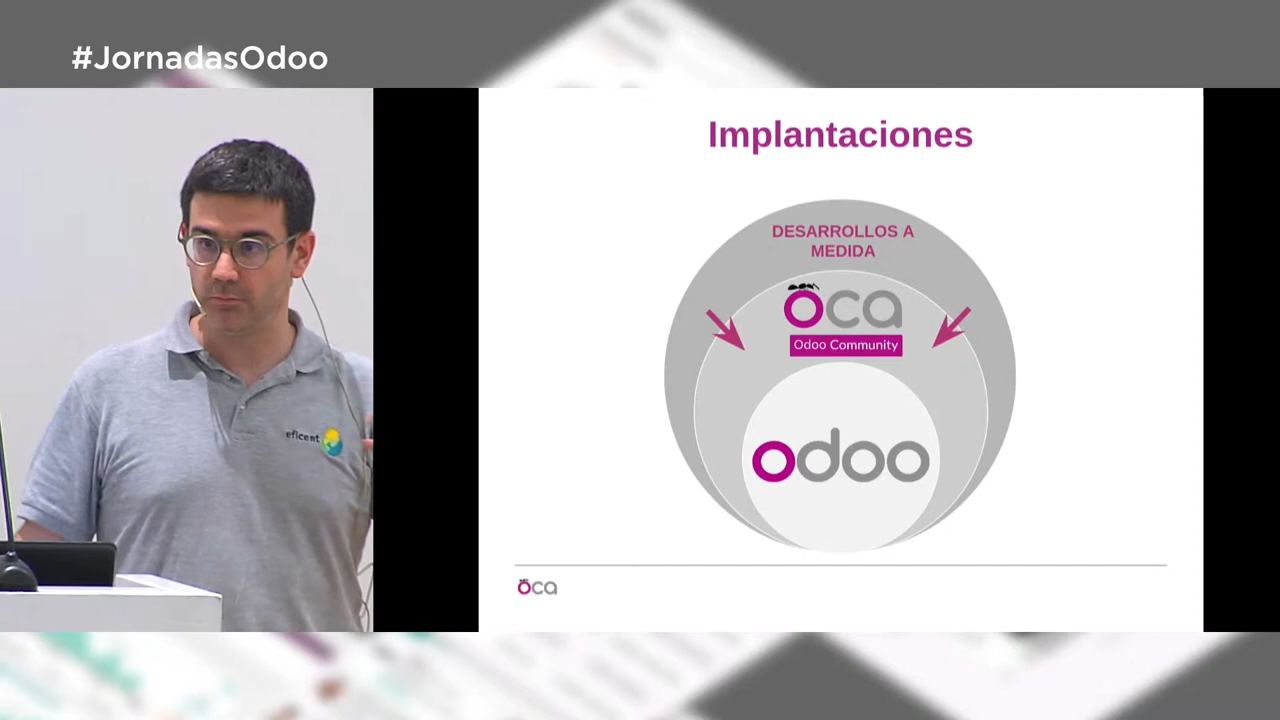 #JornadasOdoo
Implantaciones
DESARROLLOS A
MEDIDA
oca
Odoo Community
odoo
eficent
oca